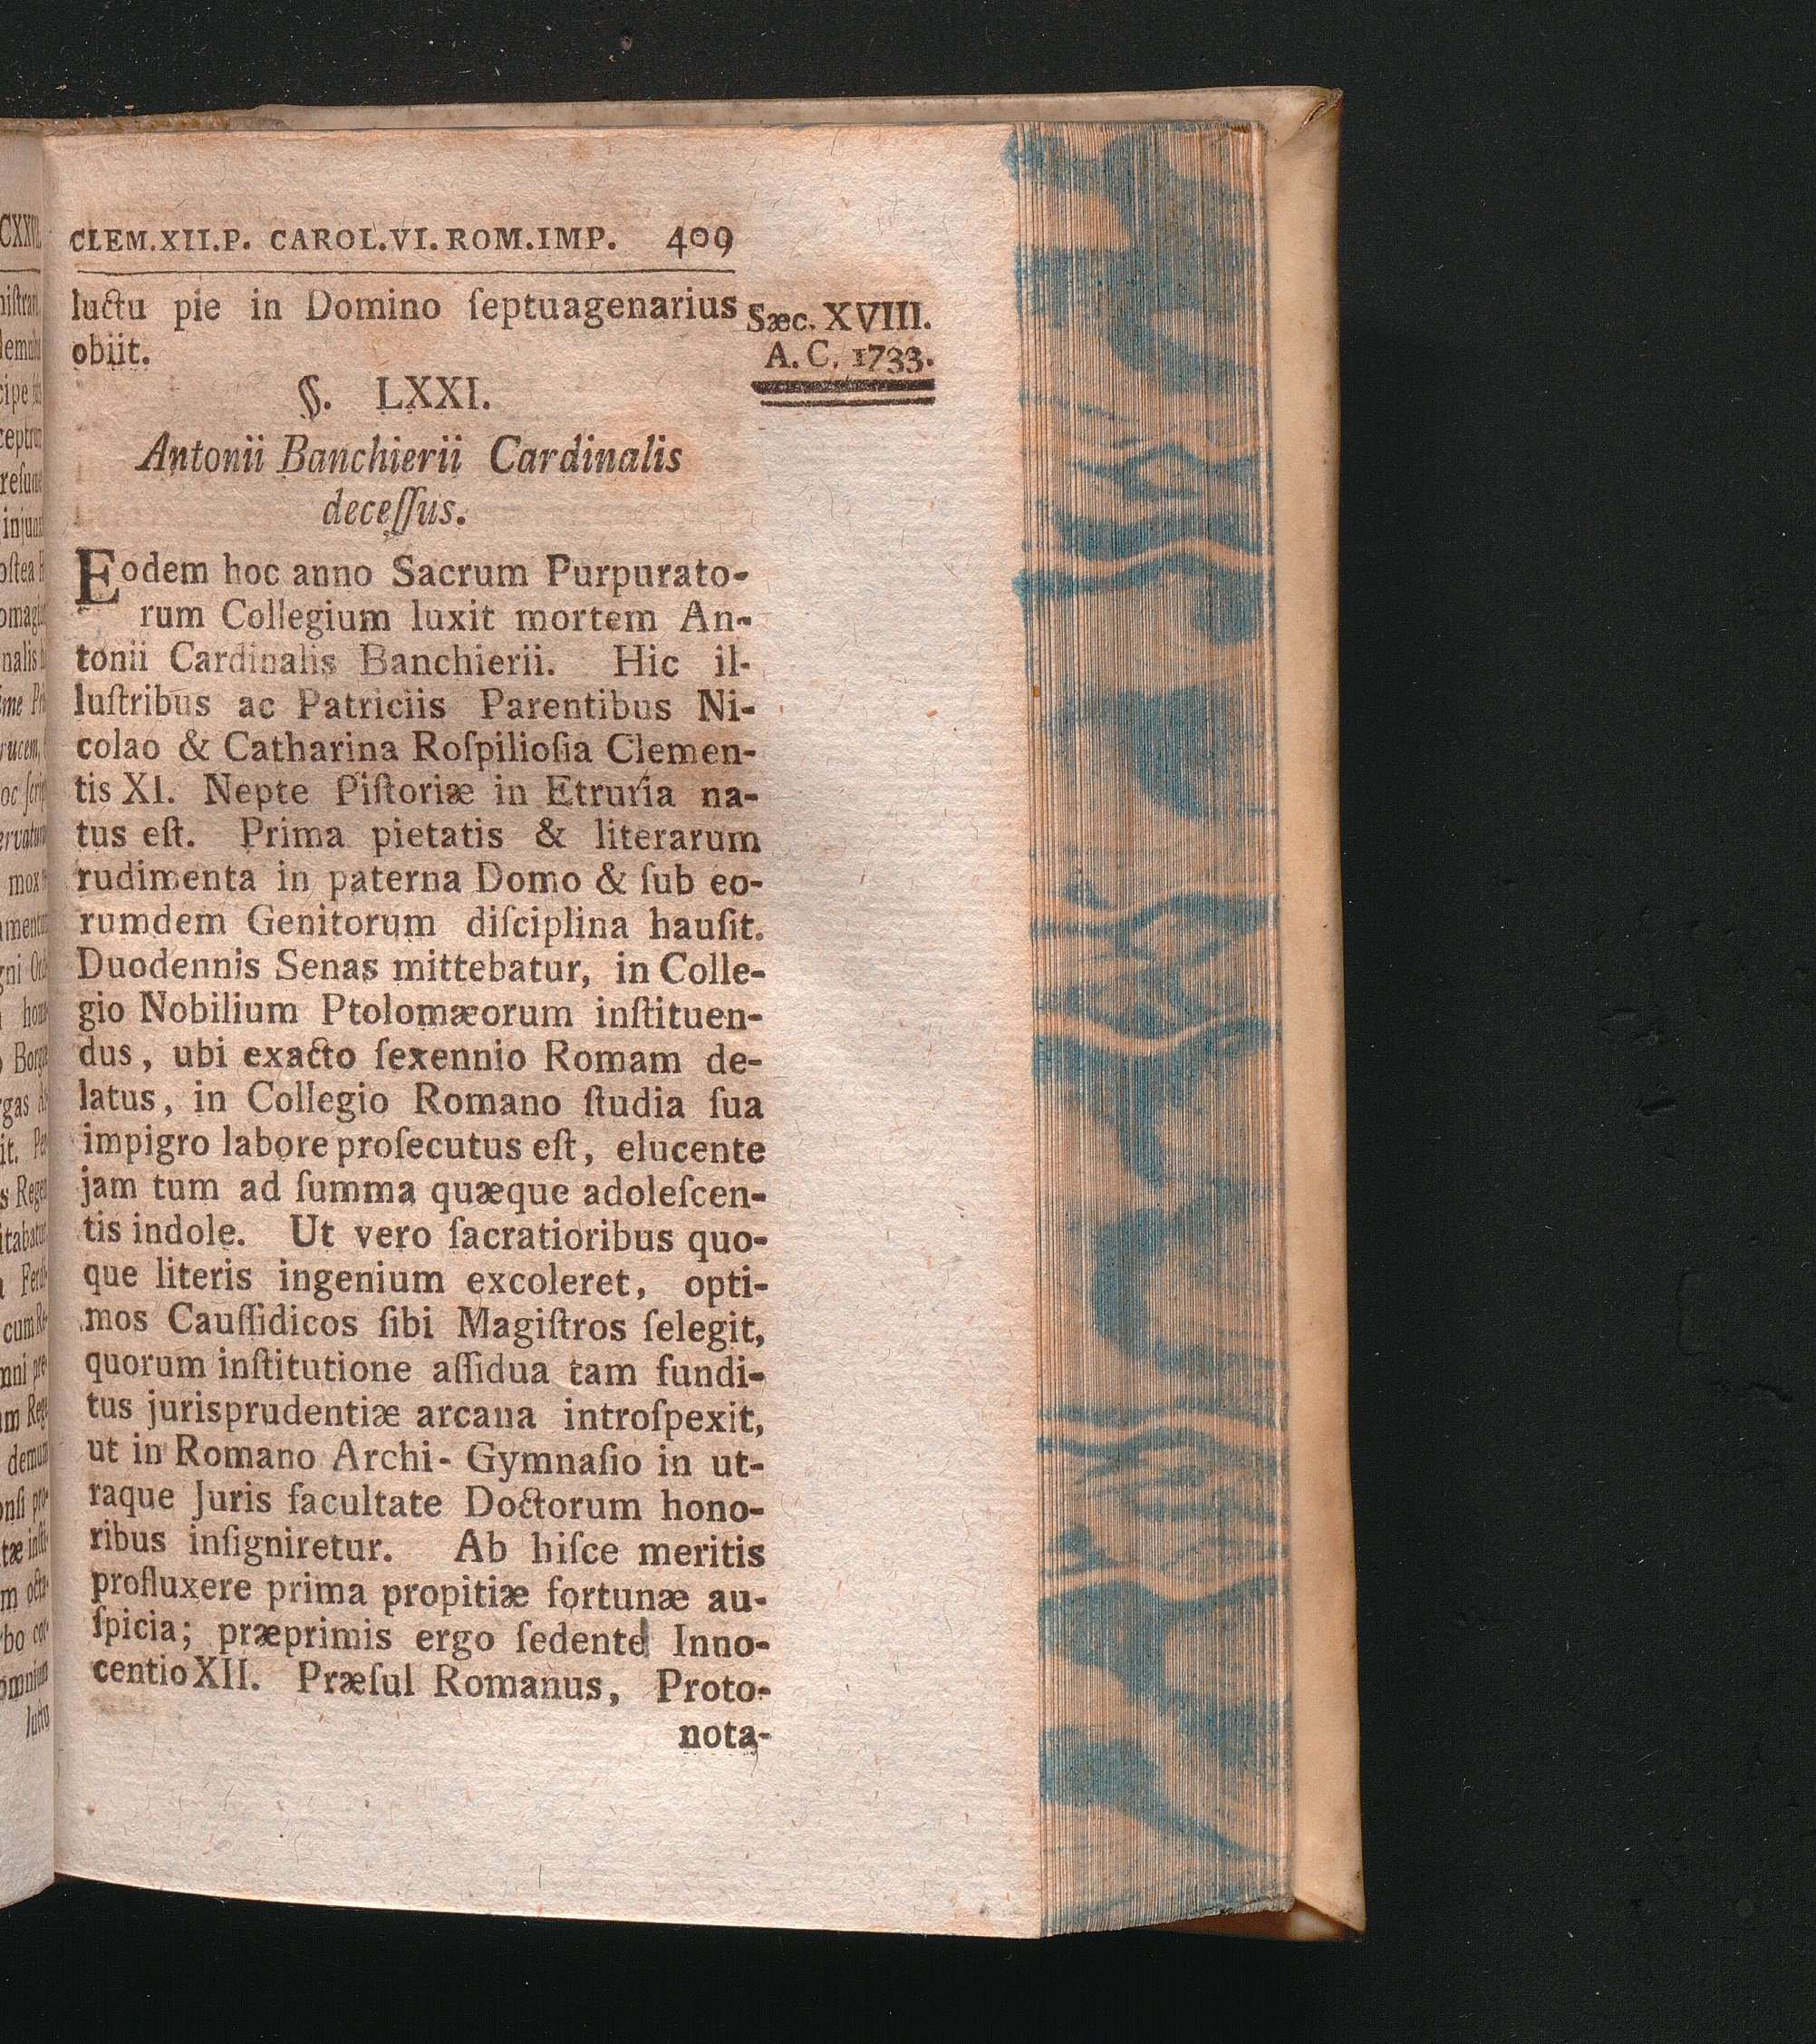 CLEM.XII.P. CAROL.VI.ROM.IMP. 409
luctu pie in Domino ſeptuagenarius
obiit.
Sæc. XVIII.
A. C. 1733.
§. LXXI.
Antonii Banchierii Cardinalis
deceſſus.
Eodem hoc anno Sacrum Purpurato-
rum Collegium luxit mortem An-
tonii Cardinalis Banchierii. Hic il-
luſtribus ac Patriciis Parentibus Ni-
colao & Catharina Roſpilioſia Clemen-
tis XI. Nepte Piſtoriæ in Etruria na-
tus eſt. Prima pietatis & literarum
rudimenta in paterna Domo & ſub eo-
rumdem Genitorum diſciplina hauſit.
Duodennis Senas mittebatur, in Colle-
gio Nobilium Ptolomæorum inſtituen-
dus, ubi exacto ſexennio Romam de-
latus, in Collegio Romano ſtudia ſua
impigro labore proſecutus eſt, elucente
jam tum ad ſumma quæque adoleſcen-
tis indole. Ut vero ſacratioribus quo-
que literis ingenium excoleret, opti-
mos Cauſſidicos ſibi Magiſtros ſelegit,
quorum inſtitutione aſſidua tam fundi-
tus jurisprudentiæ arcana introſpexit,
ut in Romano Archi-Gymnaſio in ut-
raque Juris facultate Doctorum hono-
ribus inſigniretur. Ab hiſce meritis
profluxere prima propitiæ fortunæ au-
ſpicia; præprimis ergo ſedente Inno-
centio XII. Præſul Romanus, Proto-
nota-